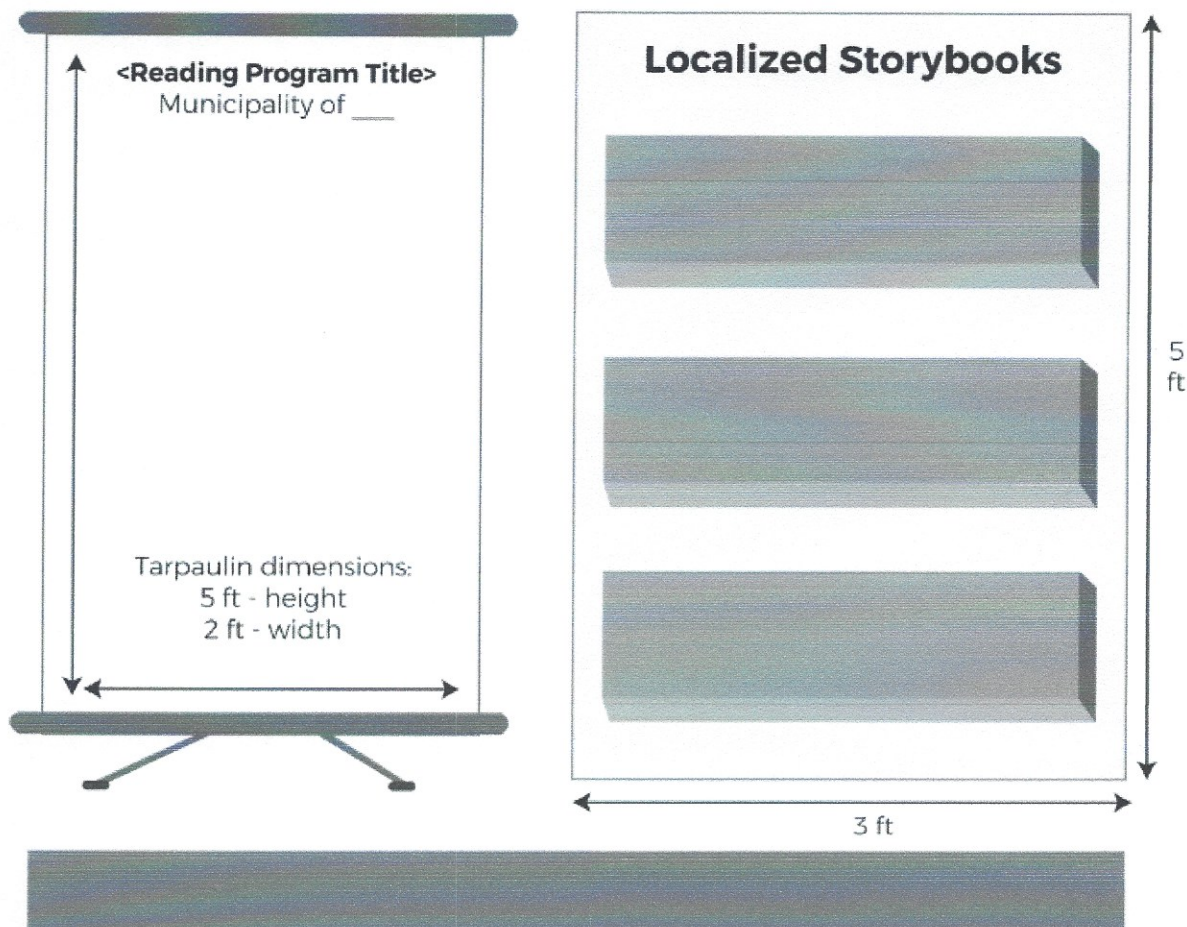 <Reading Program Title>
Municipality of ___
Tarpaulin dimensions:
5 ft - height
2 ft - width
Localized Storybooks
5
ft
3 ft